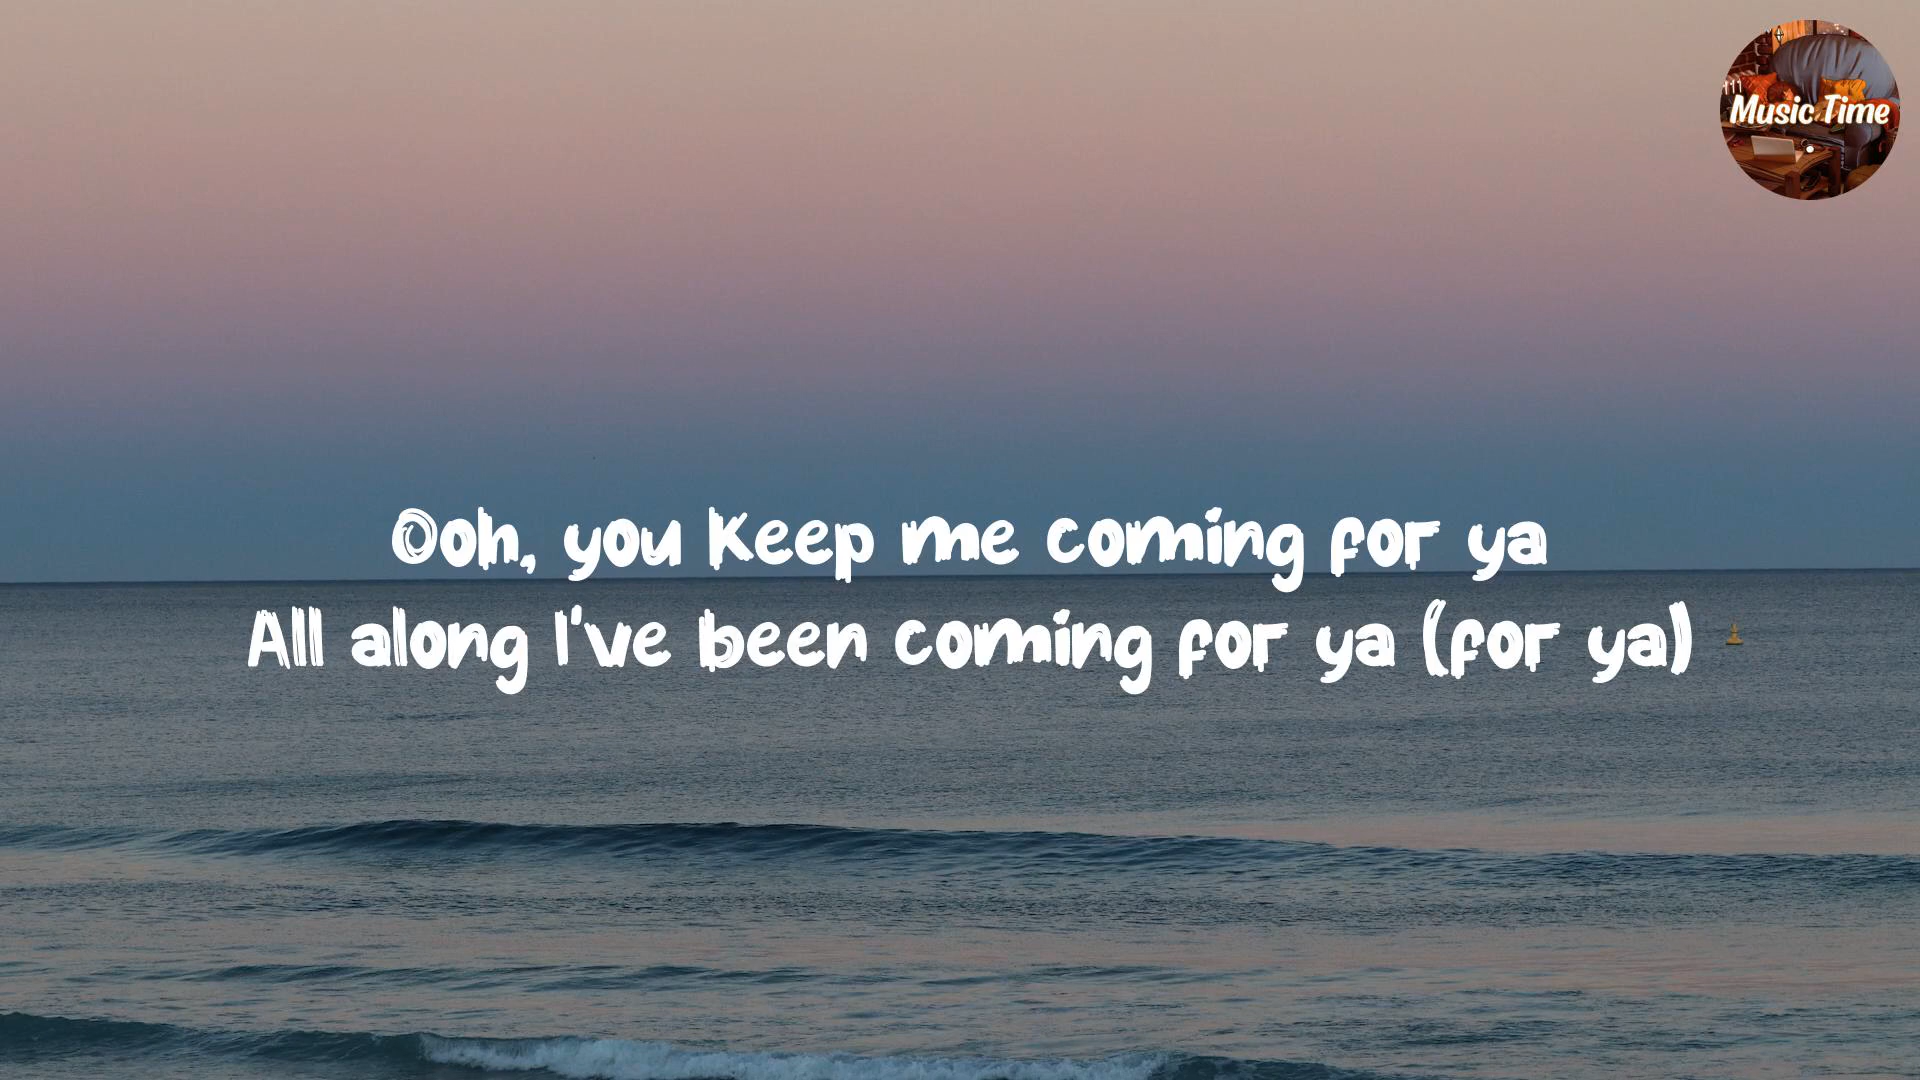 Music Time
Ooh, you keep me coming for ya
All along I've been coming for ya (for ya)